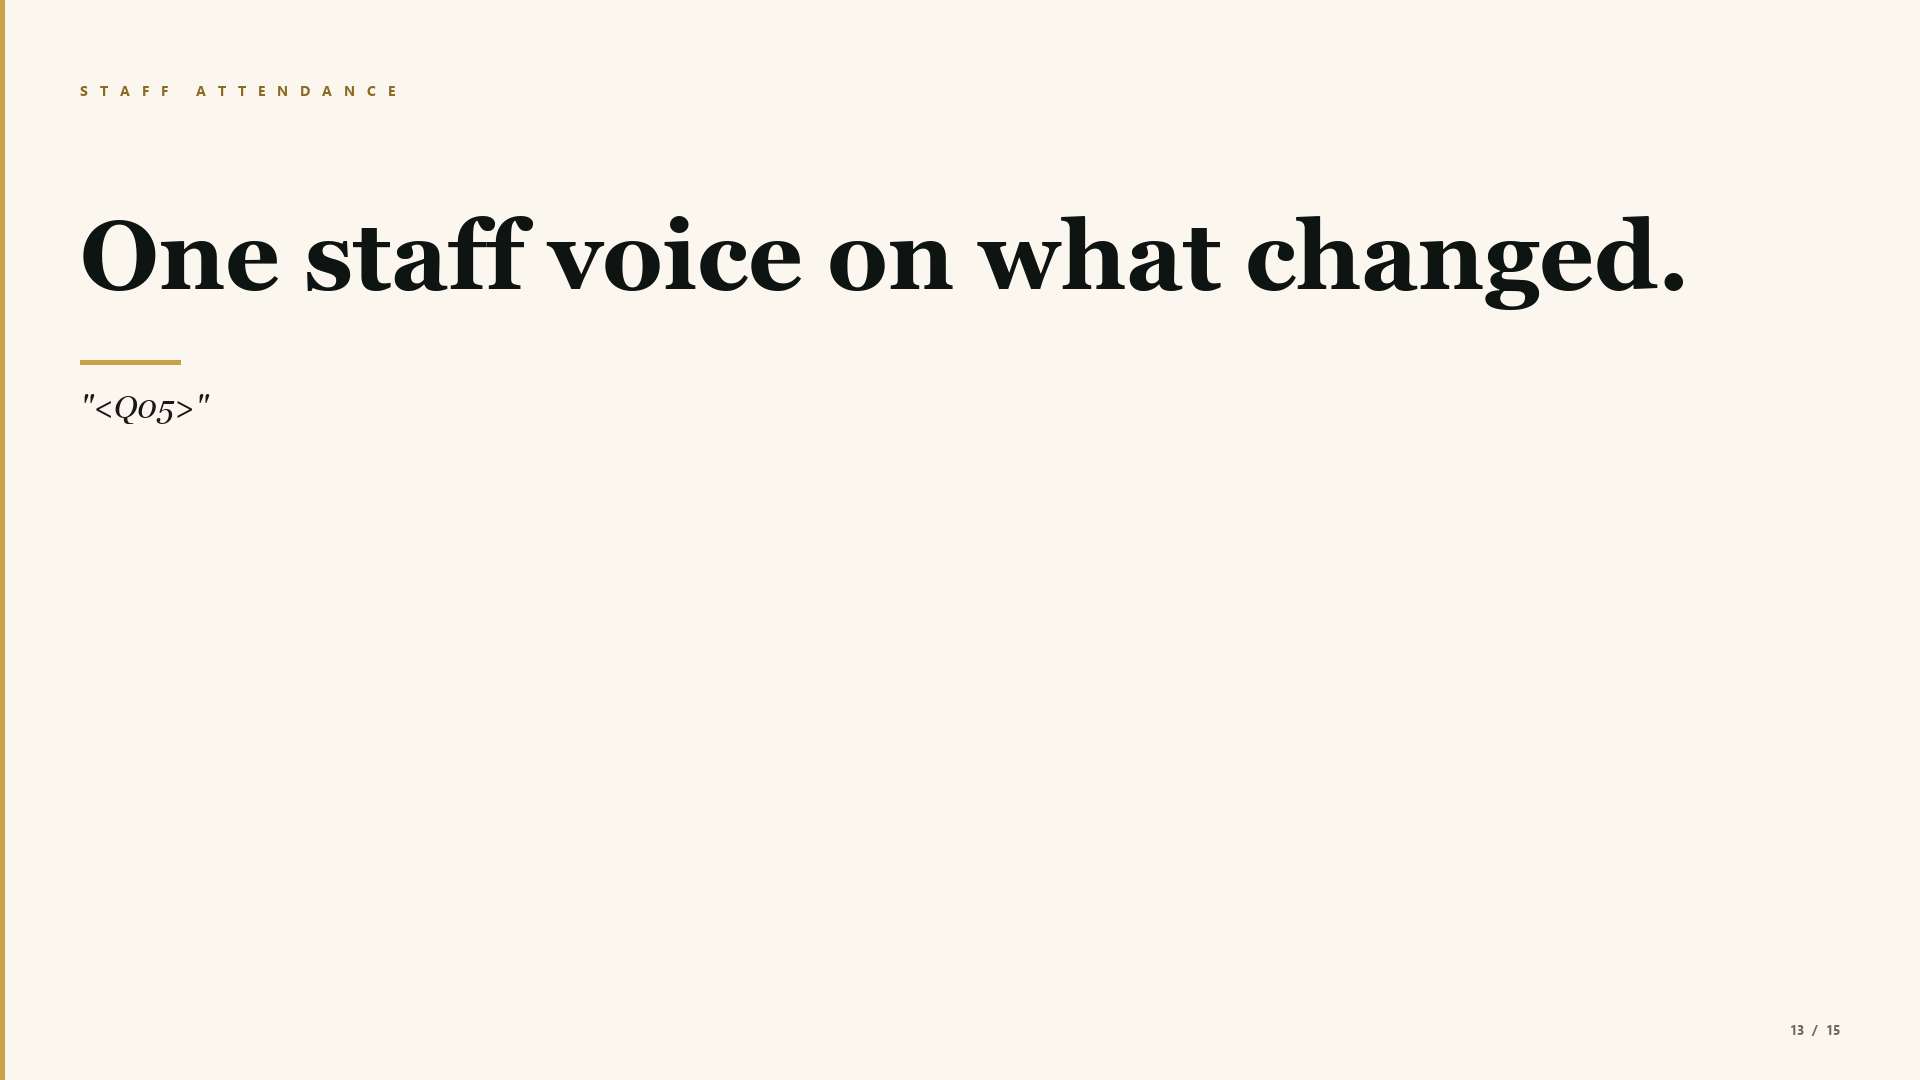 STAFF ATTENDANCE
One staff voice on what changed.
"<Q05>"
13 / 15